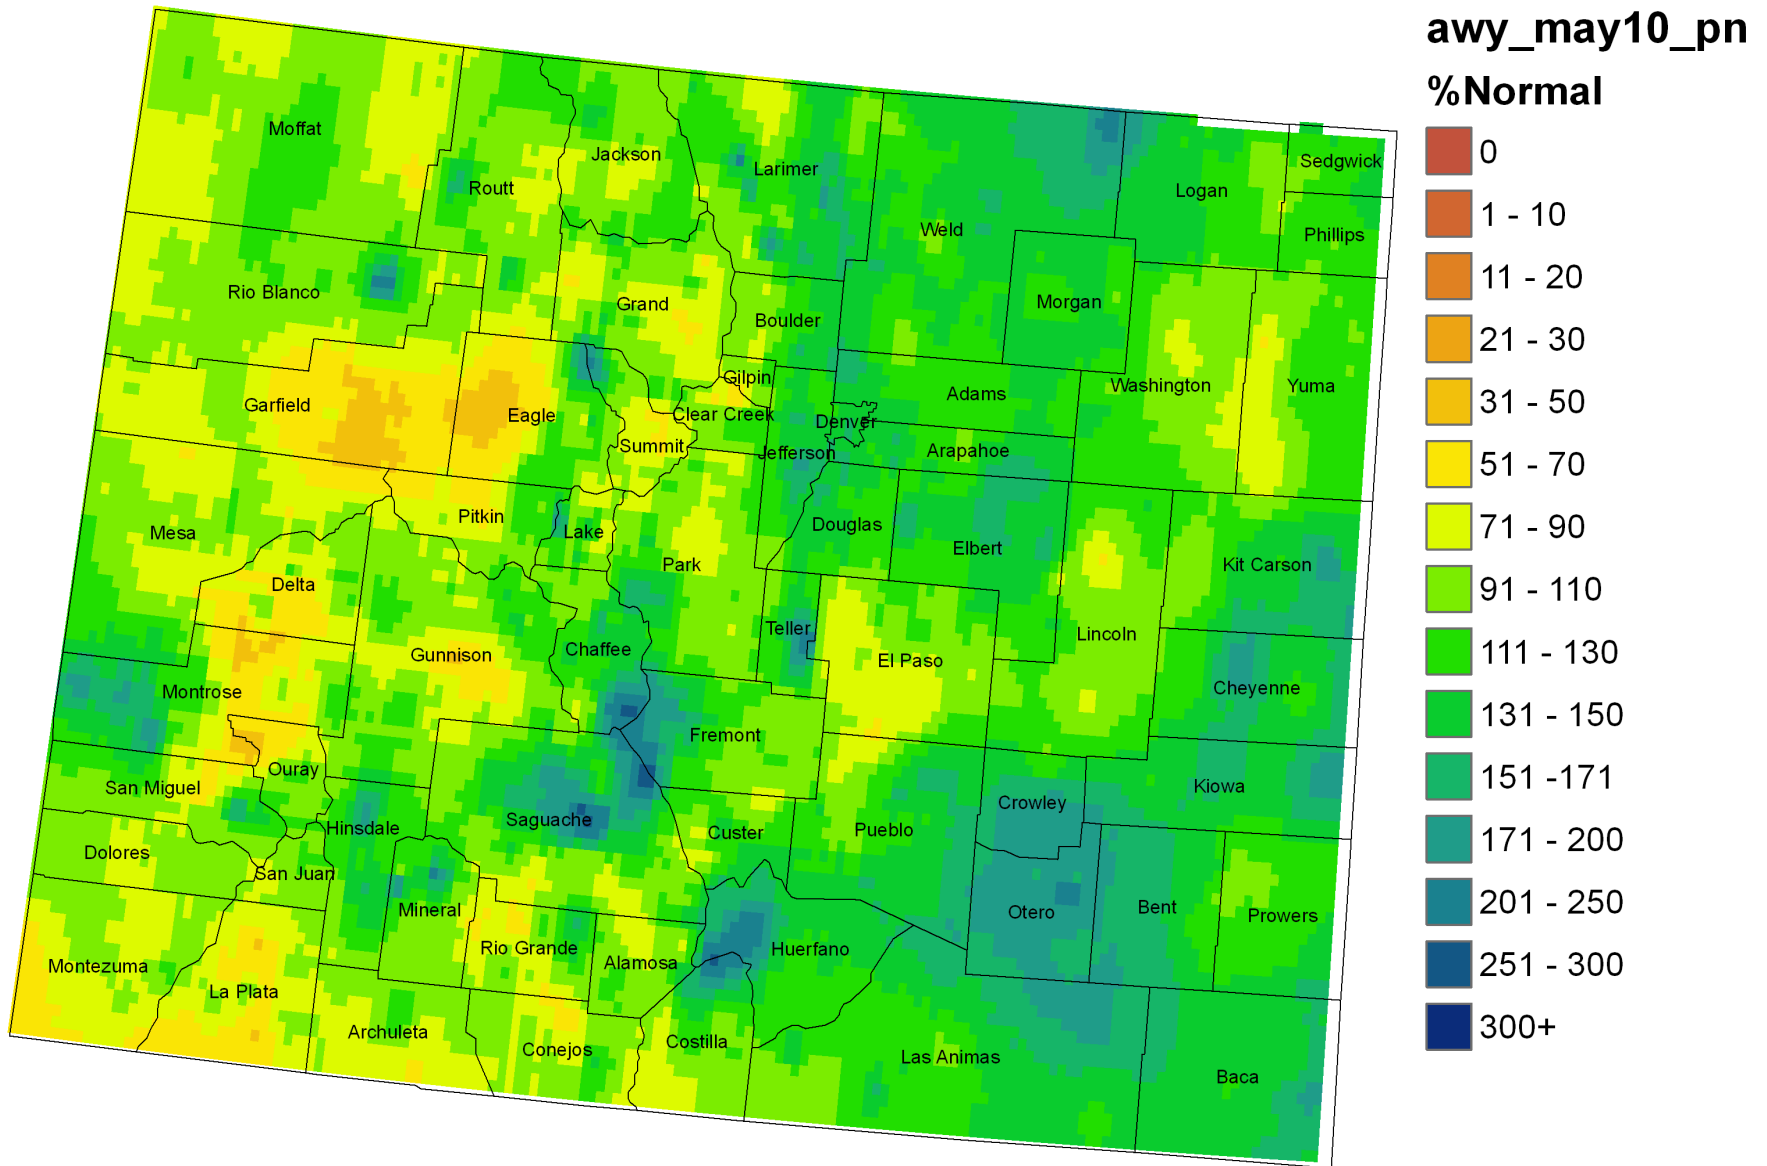 awy_may10_pn
%Normal
0
1 - 10
11 - 20
21 - 30
31 - 50
51 - 70
71 - 90
91 - 110
111 - 130
131 - 150
151 -171
171 - 200
201 - 250
251 - 300
300+
Moffat
Jackson
Larimer
Sedgwick
Routt
Logan
Weld
Phillips
Rio Blanco
Grand
Boulder
Morgan
Gilpin
Washington
Yuma
Adams
Garfield
Eagle
Clear Creek
Denver
Summit
Jefferson
Arapahoe
Pitkin
Lake
Douglas
Mesa
Elbert
Park
Kit Carson
Delta
Teller
Lincoln
Chaffee
Gunnison
El Paso
Montrose
Cheyenne
Fremont
Ouray
San Miguel
Kiowa
Crowley
Saguache
Hinsdale
Custer
Pueblo
Dolores
San Juan
Mineral
Bent
Otero
Prowers
Rio Grande
Huerfano
Alamosa
Montezuma
La Plata
Archuleta
Costilla
Conejos
Las Animas
Baca